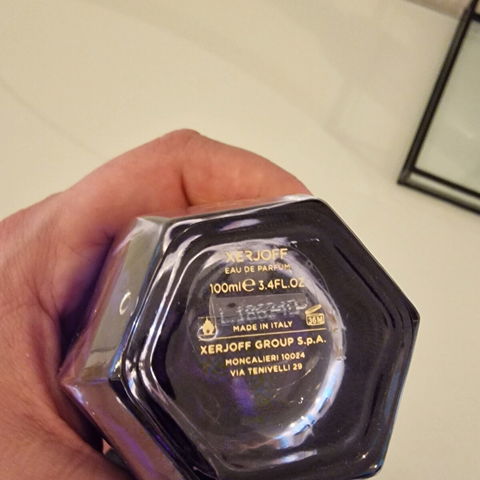 XERJOFF
EAU DE PARFUM
100ml℮ 3.4FL.OZ
MADE IN ITALY
36M
XERJOFF GROUP S.p.A.
MONCALIERI 10024
VIA TENIVELLI 29